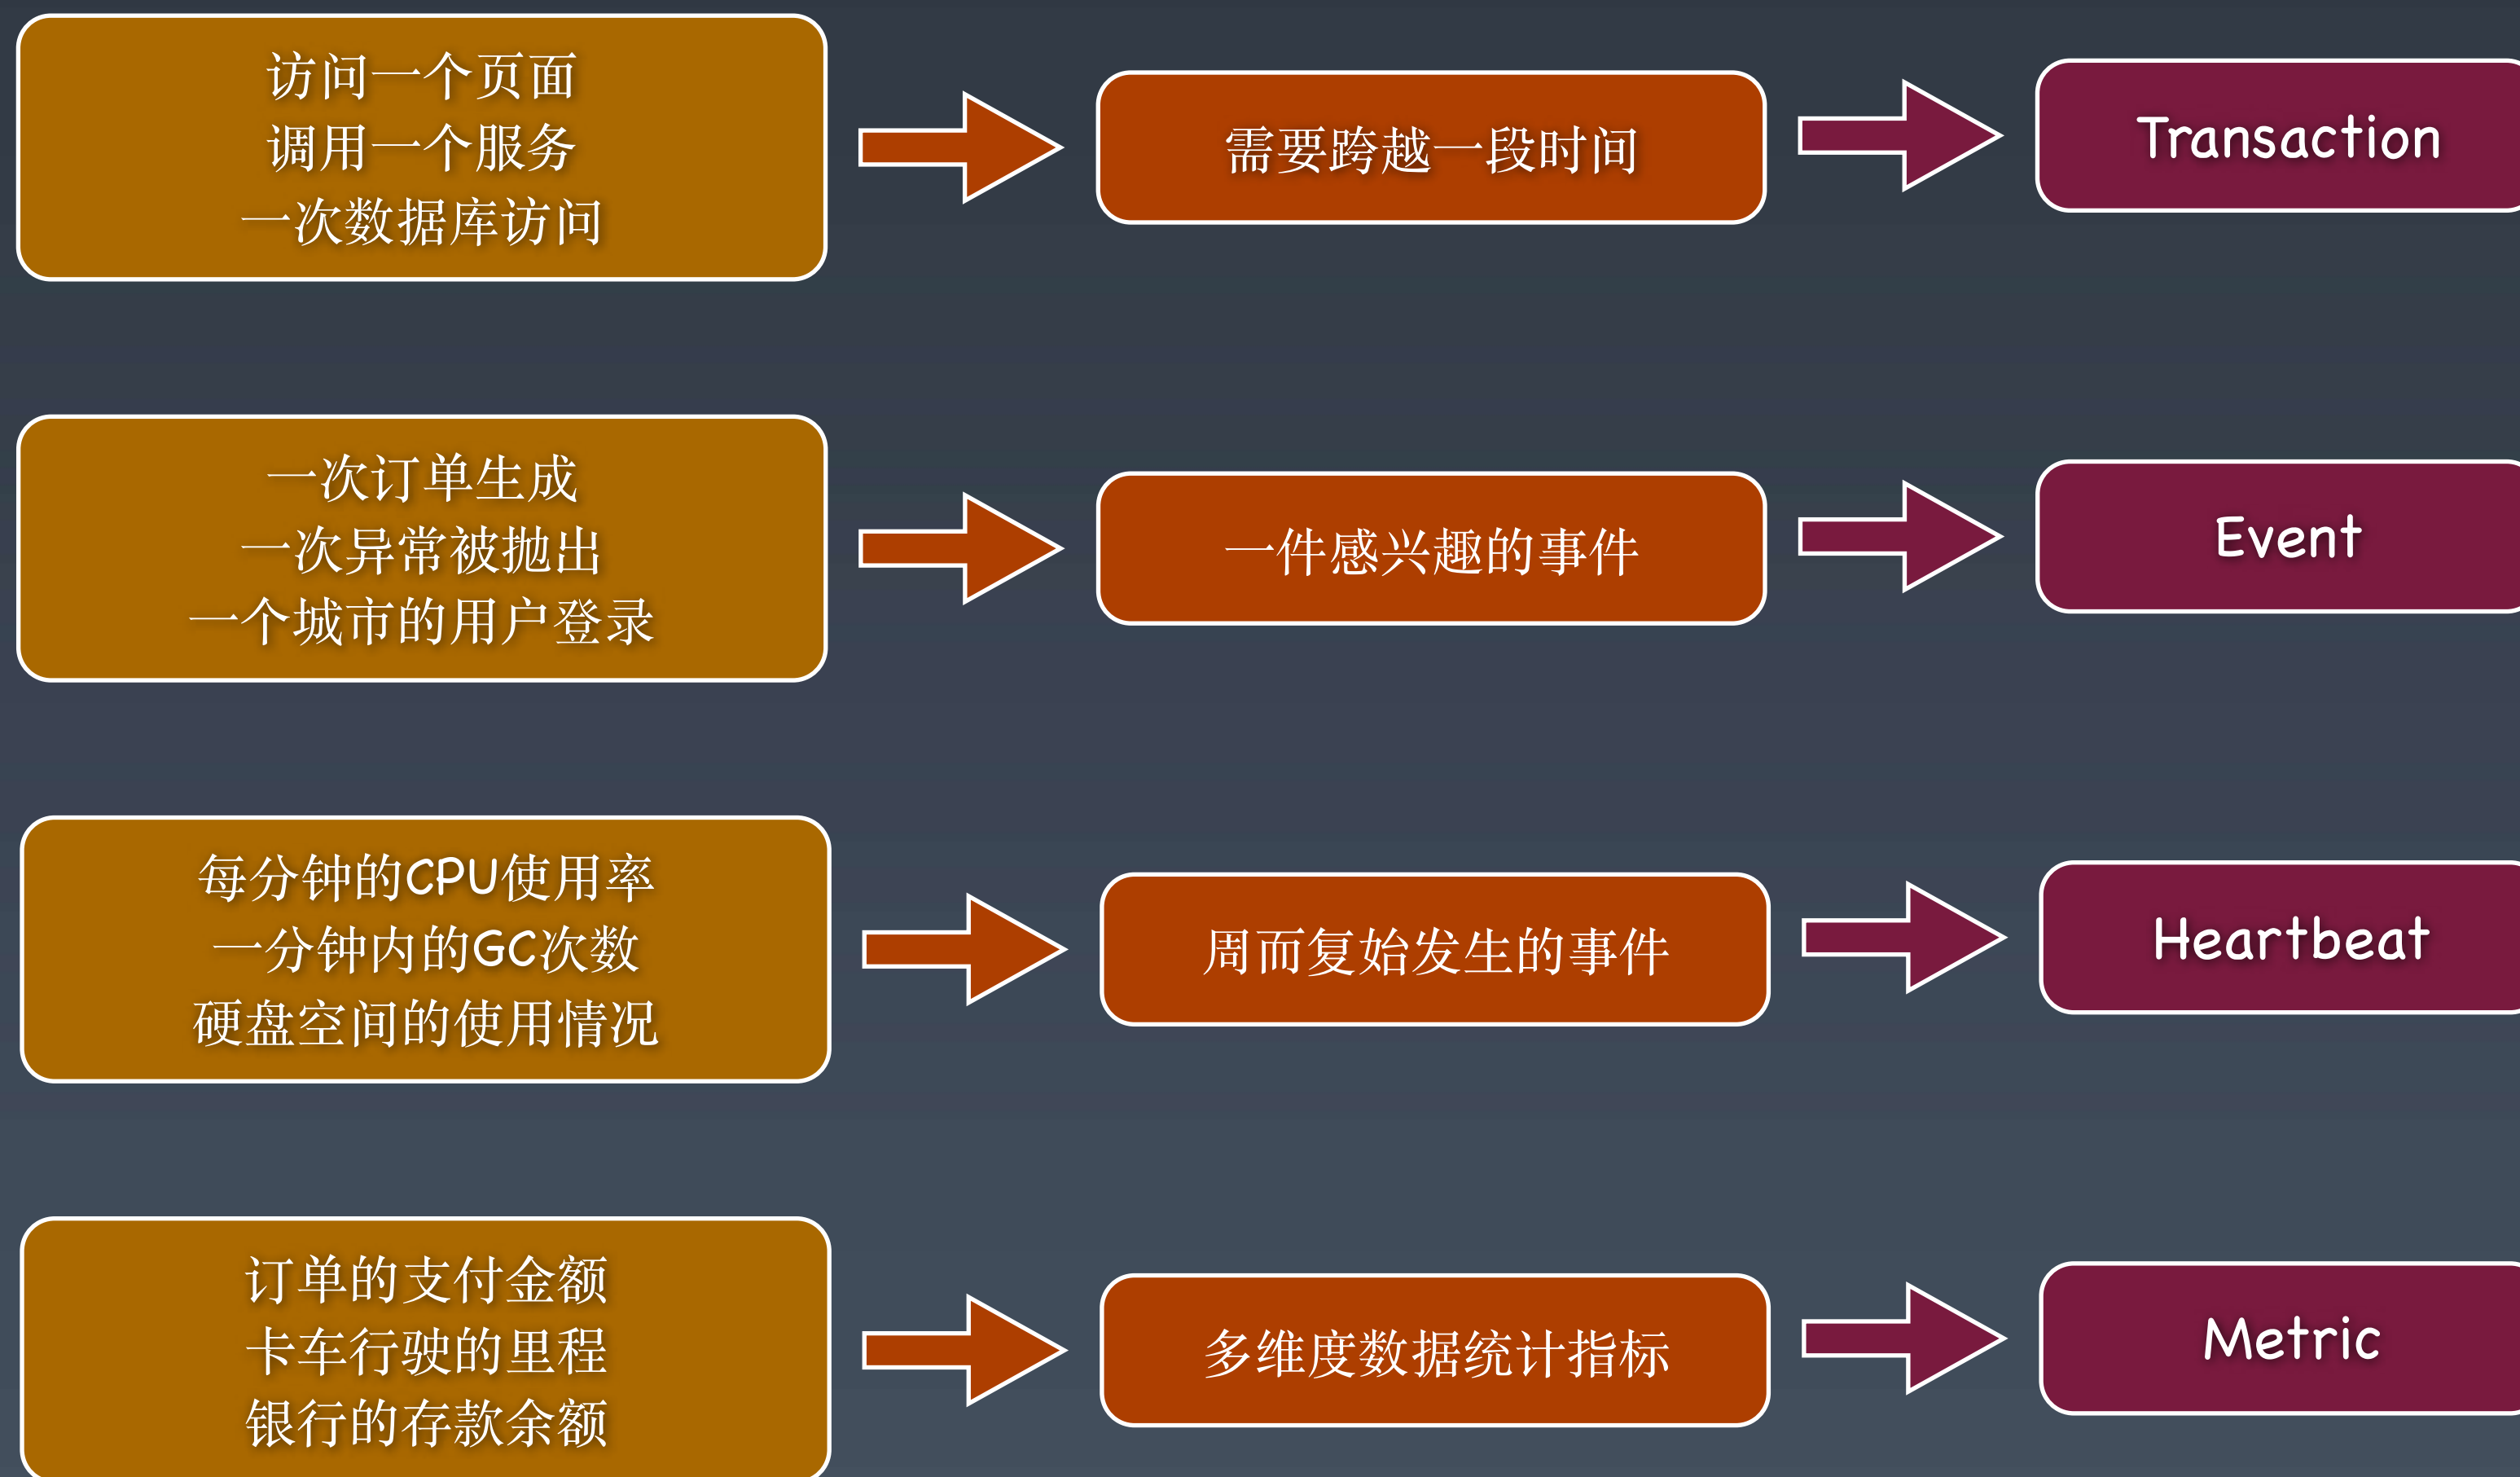 访问一个页面
调用一个服务
一次数据库访问
需要跨越一段时间
Transaction
一次订单生成
一次异常被抛出
一个城市的用户登录
一件感兴趣的事件
Event
每分钟的CPU使用率
一分钟内的GC次数
硬盘空间的使用情况
周而复始发生的事件
Heartbeat
订单的支付金额
卡车行驶的里程
银行的存款余额
多维度数据统计指标
Metric